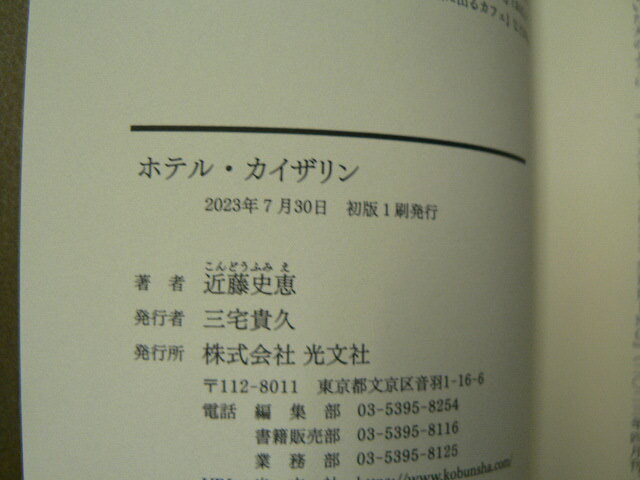 ホテル・カイザリン
2023年7月30日 初版1刷発行
こんどうふみえ
著者 近藤史恵
発行者 三宅貴久
発行所 株式会社 光文社
〒112-8011 東京都文京区音羽1-16-6
電話 編集部 03-5395-8254
書籍販売部 03-5395-8116
業務部 03-5395-8125
https://www.kobunsha.com/